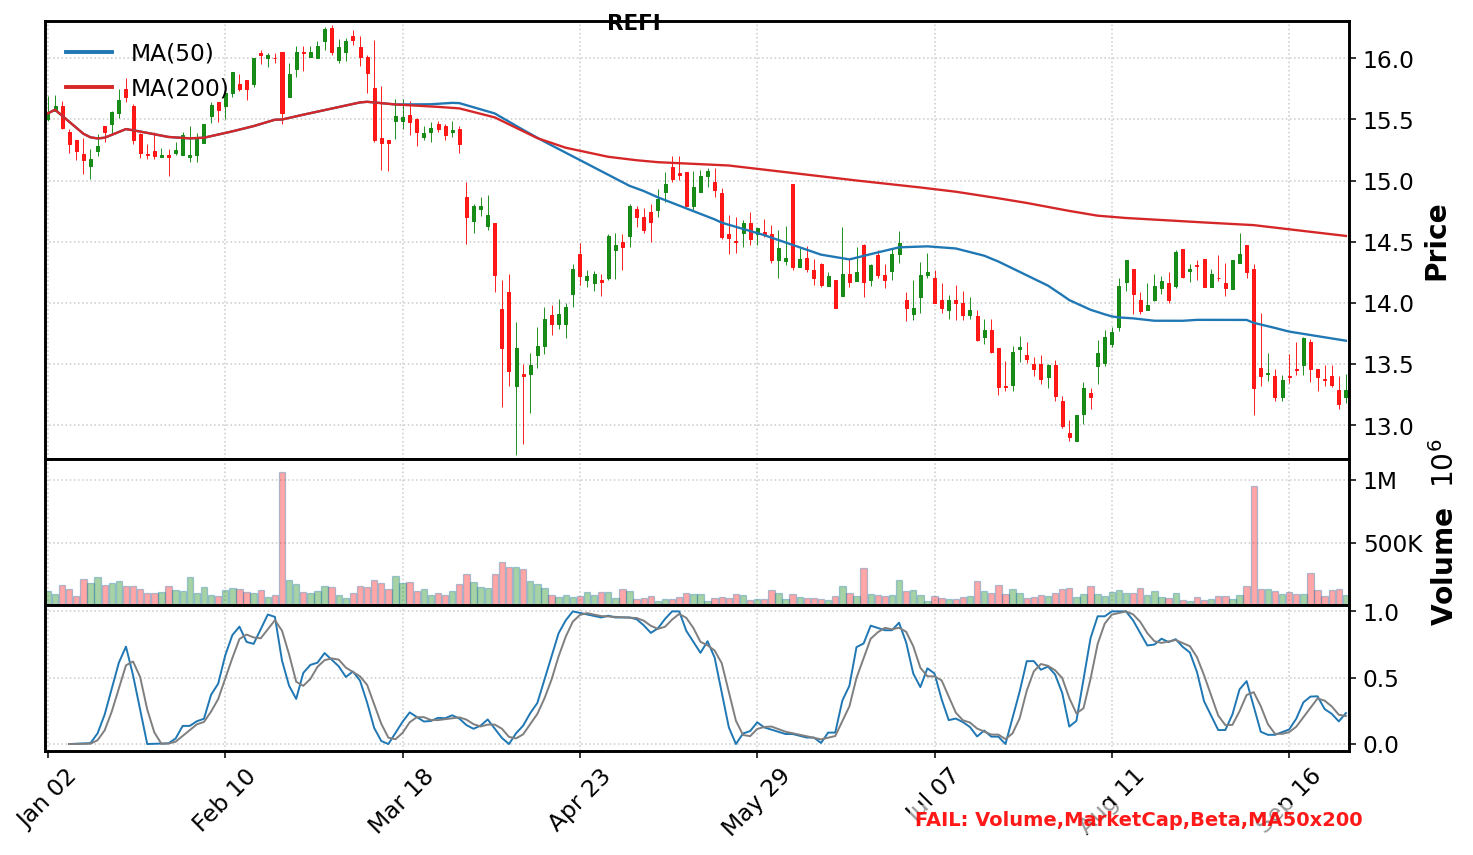 REFI
MA(50)
MA(200)
16.0
15.5
15.0
14.5
14.0
13.5
13.0
Price
1M
500K
Volume 10^6
1.0
0.5
0.0
Jan 02
Feb 10
Mar 18
Apr 23
May 29
Jul 07
Aug 11
Sep 16
FAIL: Volume,MarketCap,Beta,MA50x200